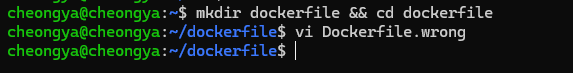 cheongya@cheongya:~$ mkdir dockerfile && cd dockerfile
cheongya@cheongya:~/dockerfile$ vi Dockerfile.wrong
cheongya@cheongya:~/dockerfile$